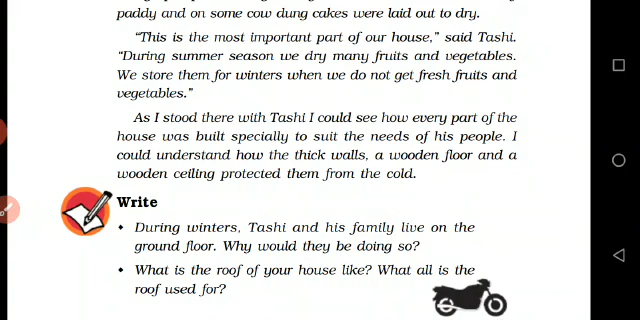 paddy and on some cow dung cakes were laid out to dry.
"This is the most important part of our house," said Tashi.
"During summer season we dry many fruits and vegetables.
We store them for winters when we do not get fresh fruits and
vegetables."
As I stood there with Tashi I could see how every part of the
house was built specially to suit the needs of his people. I
could understand how the thick walls, a wooden floor and a
wooden ceiling protected them from the cold.
Write
• During winters, Tashi and his family live on the
ground floor. Why would they be doing so?
• What is the roof of your house like? What all is the
roof used for?